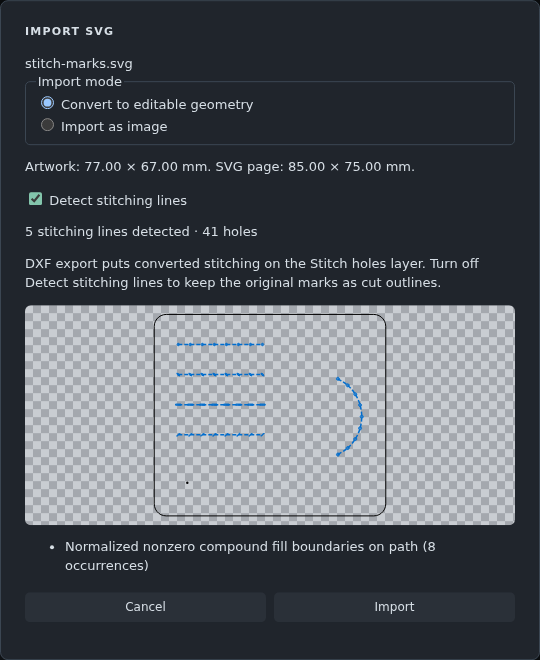 IMPORT SVG
stitch-marks.svg
Import mode
Convert to editable geometry
Import as image
Artwork: 77.00 × 67.00 mm. SVG page: 85.00 × 75.00 mm.
Detect stitching lines
5 stitching lines detected · 41 holes
DXF export puts converted stitching on the Stitch holes layer. Turn off
Detect stitching lines to keep the original marks as cut outlines.
• Normalized nonzero compound fill boundaries on path (8
occurrences)
Cancel
Import